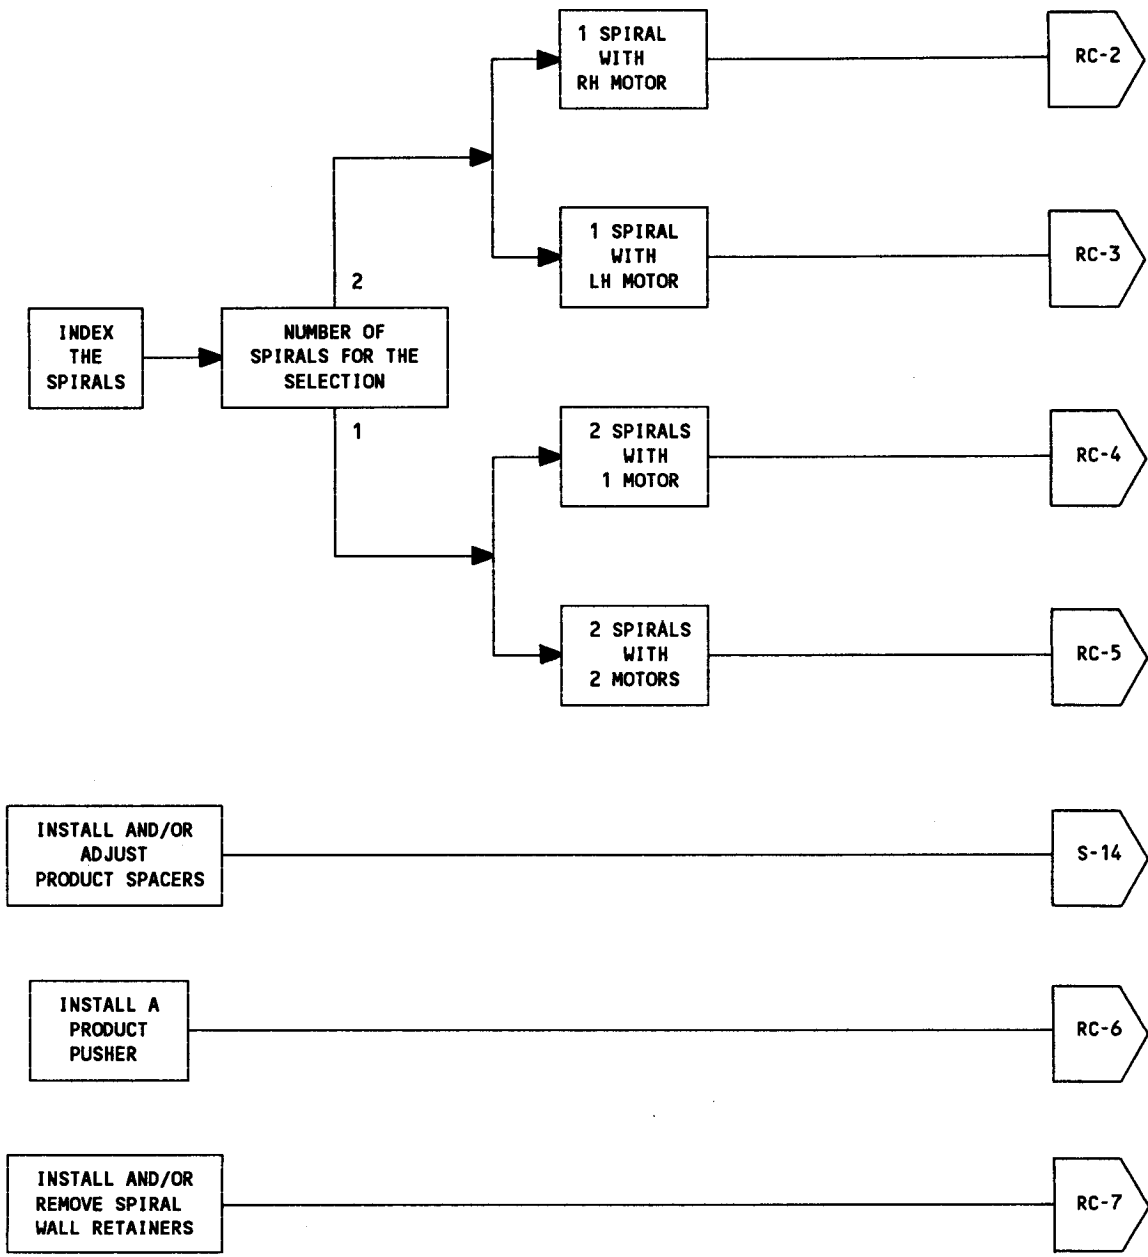 1 SPIRAL
WITH
RH MOTOR
RC-2
1 SPIRAL
WITH
LH MOTOR
RC-3
2
INDEX
THE
SPIRALS
NUMBER OF
SPIRALS FOR THE
SELECTION
1
2 SPIRALS
WITH
1 MOTOR
RC-4
2 SPIRALS
WITH
2 MOTORS
RC-5
INSTALL AND/OR
ADJUST
PRODUCT SPACERS
S-14
INSTALL A
PRODUCT
PUSHER
RC-6
INSTALL AND/OR
REMOVE SPIRAL
WALL RETAINERS
RC-7